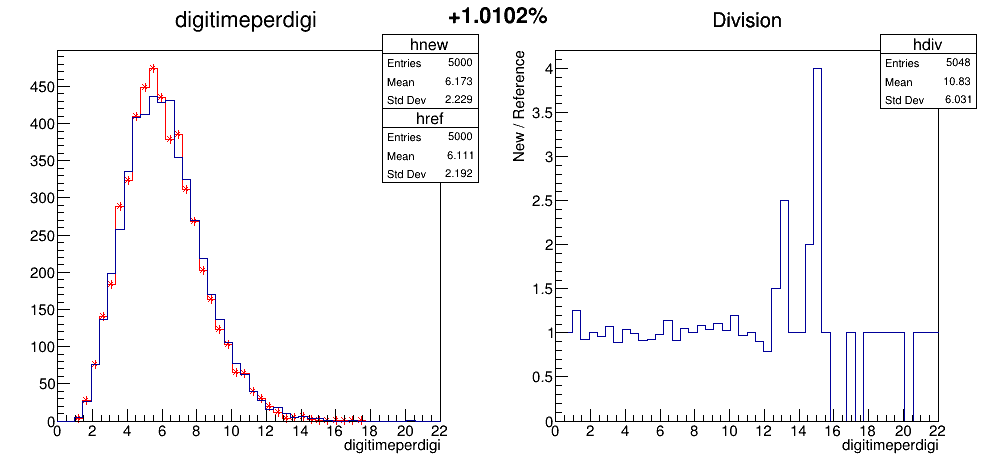 +1.0102%
digitimeperdigi
hnew
Entries 5000
Mean 6.173
Std Dev 2.229
href
Entries 5000
Mean 6.111
Std Dev 2.192
450
400
350
300
250
200
150
100
50
0
0 2 4 6 8 10 12 14 16 18 20 22
digitimeperdigi
Division
hdiv
Entries 5048
Mean 10.83
Std Dev 6.031
New / Reference
4
3.5
3
2.5
2
1.5
1
0.5
0
0 2 4 6 8 10 12 14 16 18 20 22
digitimeperdigi